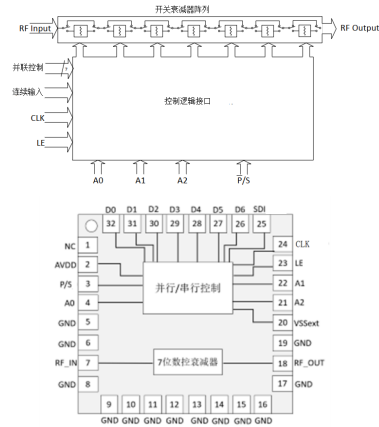 开关衰减器阵列
RF Input
RF Output
并联控制
7
连续输入
控制逻辑接口
CLK
LE
A0 A1 A2 P/S
D0 D1 D2 D3 D4 D5 D6 SDI
32 31 30 29 28 27 26 25
NC 1
24 CLK
AVDD 2
23 LE
P/S 3
22 A1
并行/串行控制
A0 4
21 A2
GND 5
20 VSSext
GND 6
19 GND
RF_IN 7
7位数控衰减器
18 RF_OUT
GND 8
17 GND
9 10 11 12 13 14 15 16
GND GND GND GND GND GND GND GND